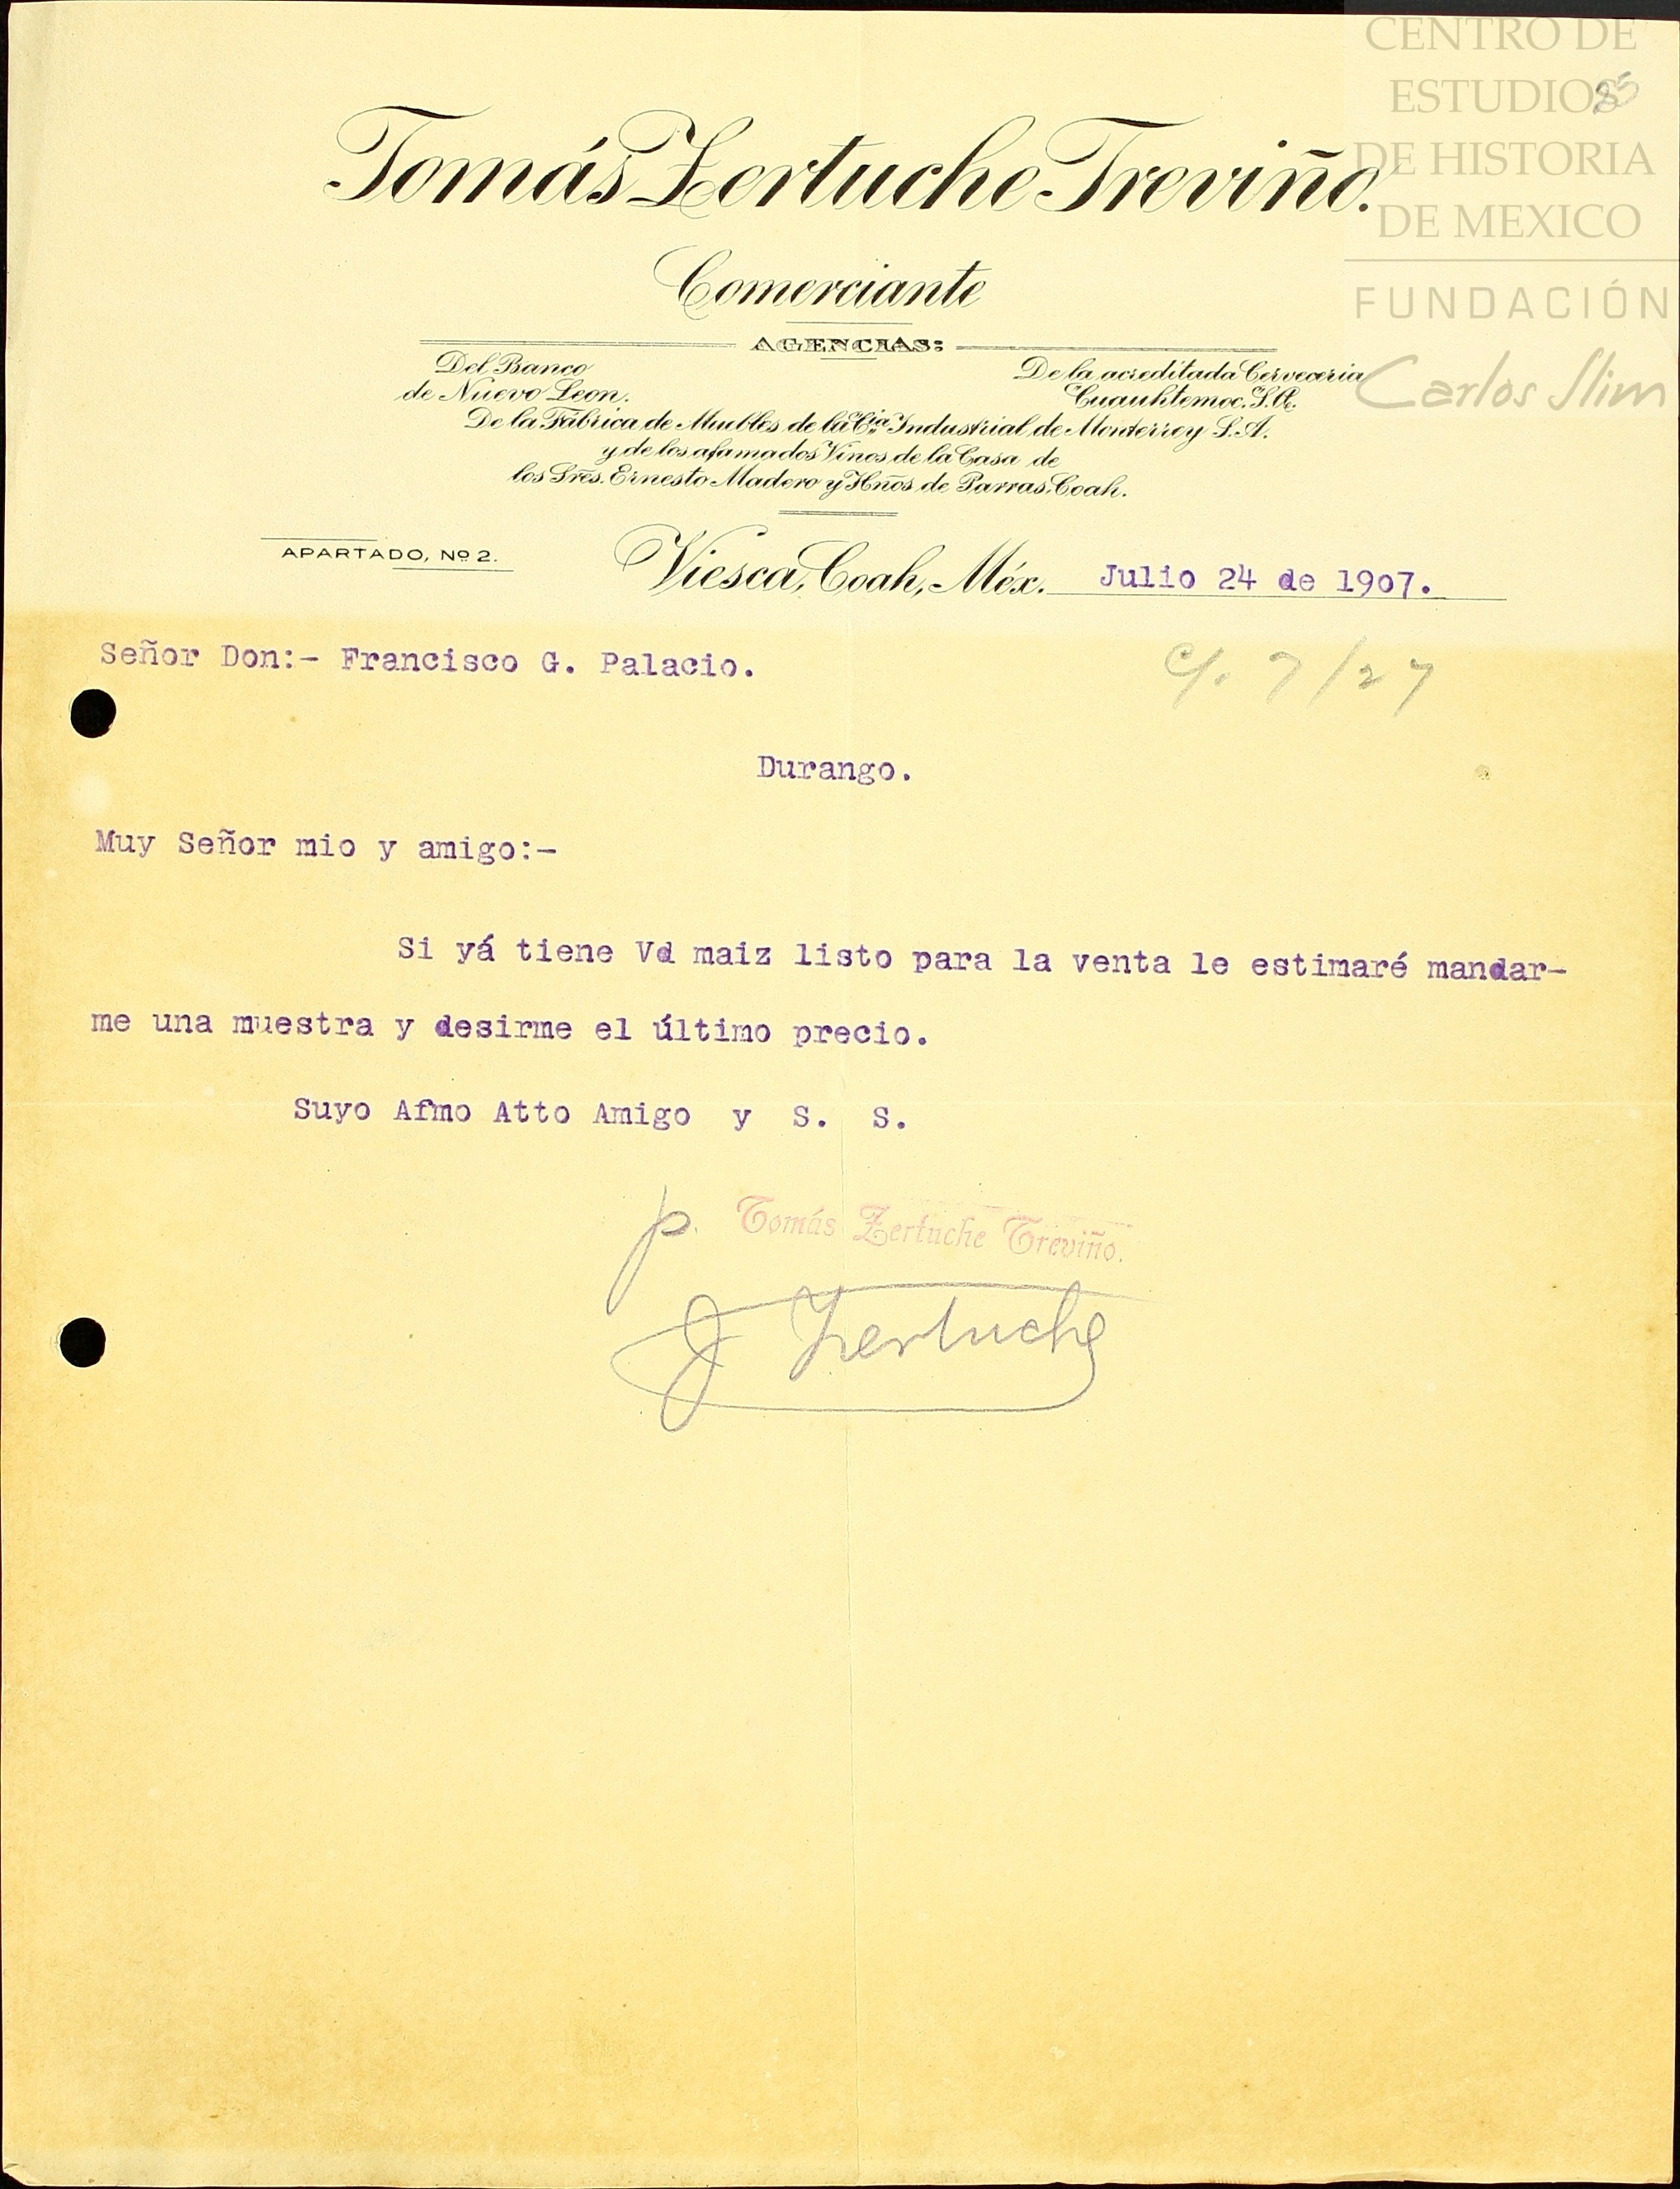 CENTRO DE
ESTUDIOS
DE HISTORIA
DE MEXICO
FUNDACIÓN
Carlos Slim
85
Tomás Zertuche Treviño.
Comerciante
AGENCIAS:
Del Banco
de Nuevo Leon.
De la acreditada Cerveceria
Cuauhtemoc, S.A.
De la Fábrica de Muebles de la Cia. Industrial de Monterrey S.A.
y de los afamados Vinos de la Casa de
los Sres. Ernesto Madero y Hnos de Parras, Coah.
APARTADO, No 2.
Viesca, Coah, Méx. Julio 24 de 1907.
Señor Don:- Francisco G. Palacio.
c/. 7/27
Durango.
Muy Señor mio y amigo:-
Si yá tiene Vd maiz listo para la venta le estimaré mandar-
me una muestra y desirme el último precio.
Suyo Afmo Atto Amigo y S. S.
p. Tomás Zertuche Treviño.
J Zertuche